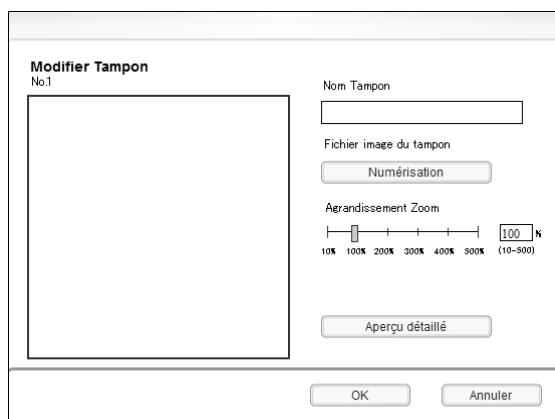 Modifier Tampon
No.1
Nom Tampon
Fichier image du tampon
Numérisation
Agrandissement Zoom
100 %
10% 100% 200% 300% 400% 500% (10-500)
Aperçu détaillé
OK Annuler